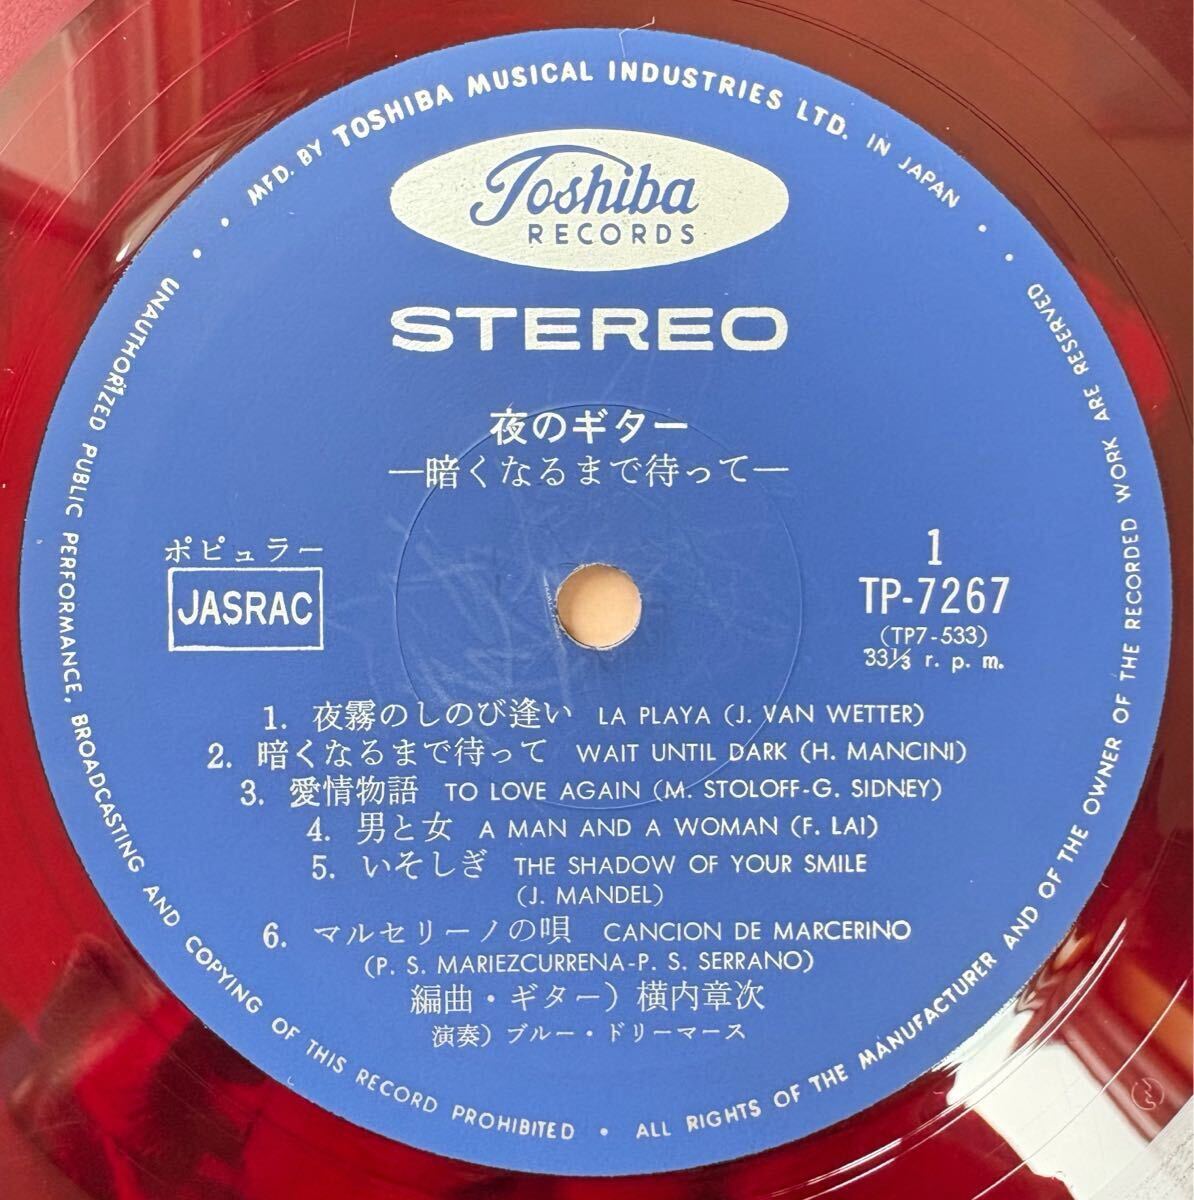 MFD. BY TOSHIBA MUSICAL INDUSTRIES LTD. IN JAPAN
Toshiba
RECORDS
STEREO
夜のギター
—暗くなるまで待って—
ポピュラー
JASRAC
1
TP-7267
(TP7-533)
33⅓ r. p. m.
1. 夜霧のしのび逢い LA PLAYA (J. VAN WETTER)
2. 暗くなるまで待って WAIT UNTIL DARK (H. MANCINI)
3. 愛情物語 TO LOVE AGAIN (M. STOLOFF-G. SIDNEY)
4. 男と女 A MAN AND A WOMAN (F. LAI)
5. いそしぎ THE SHADOW OF YOUR SMILE
(J. MANDEL)
6. マルセリーノの唄 CANCION DE MARCERINO
(P. S. MARIEZCURRENA-P. S. SERRANO)
編曲・ギター) 横内章次
演奏) ブルー・ドリーマース
UNAUTHORIZED PUBLIC PERFORMANCE, BROADCASTING AND COPYING OF THIS RECORD PROHIBITED • ALL RIGHTS OF THE MANUFACTURER AND OF THE OWNER OF THE RECORDED WORK ARE RESERVED